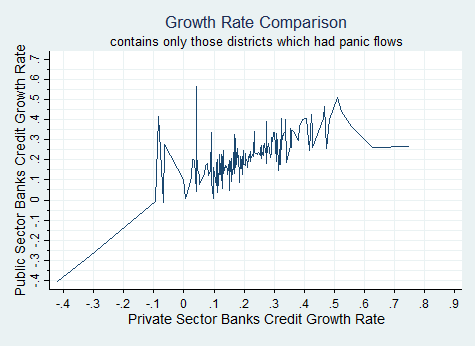 Growth Rate Comparison
contains only those districts which had panic flows
Public Sector Banks Credit Growth Rate
.7
.6
.5
.4
.3
.2
.1
0
-.1
-.2
-.3
-.4
-.4 -.3 -.2 -.1 0 .1 .2 .3 .4 .5 .6 .7 .8 .9
Private Sector Banks Credit Growth Rate